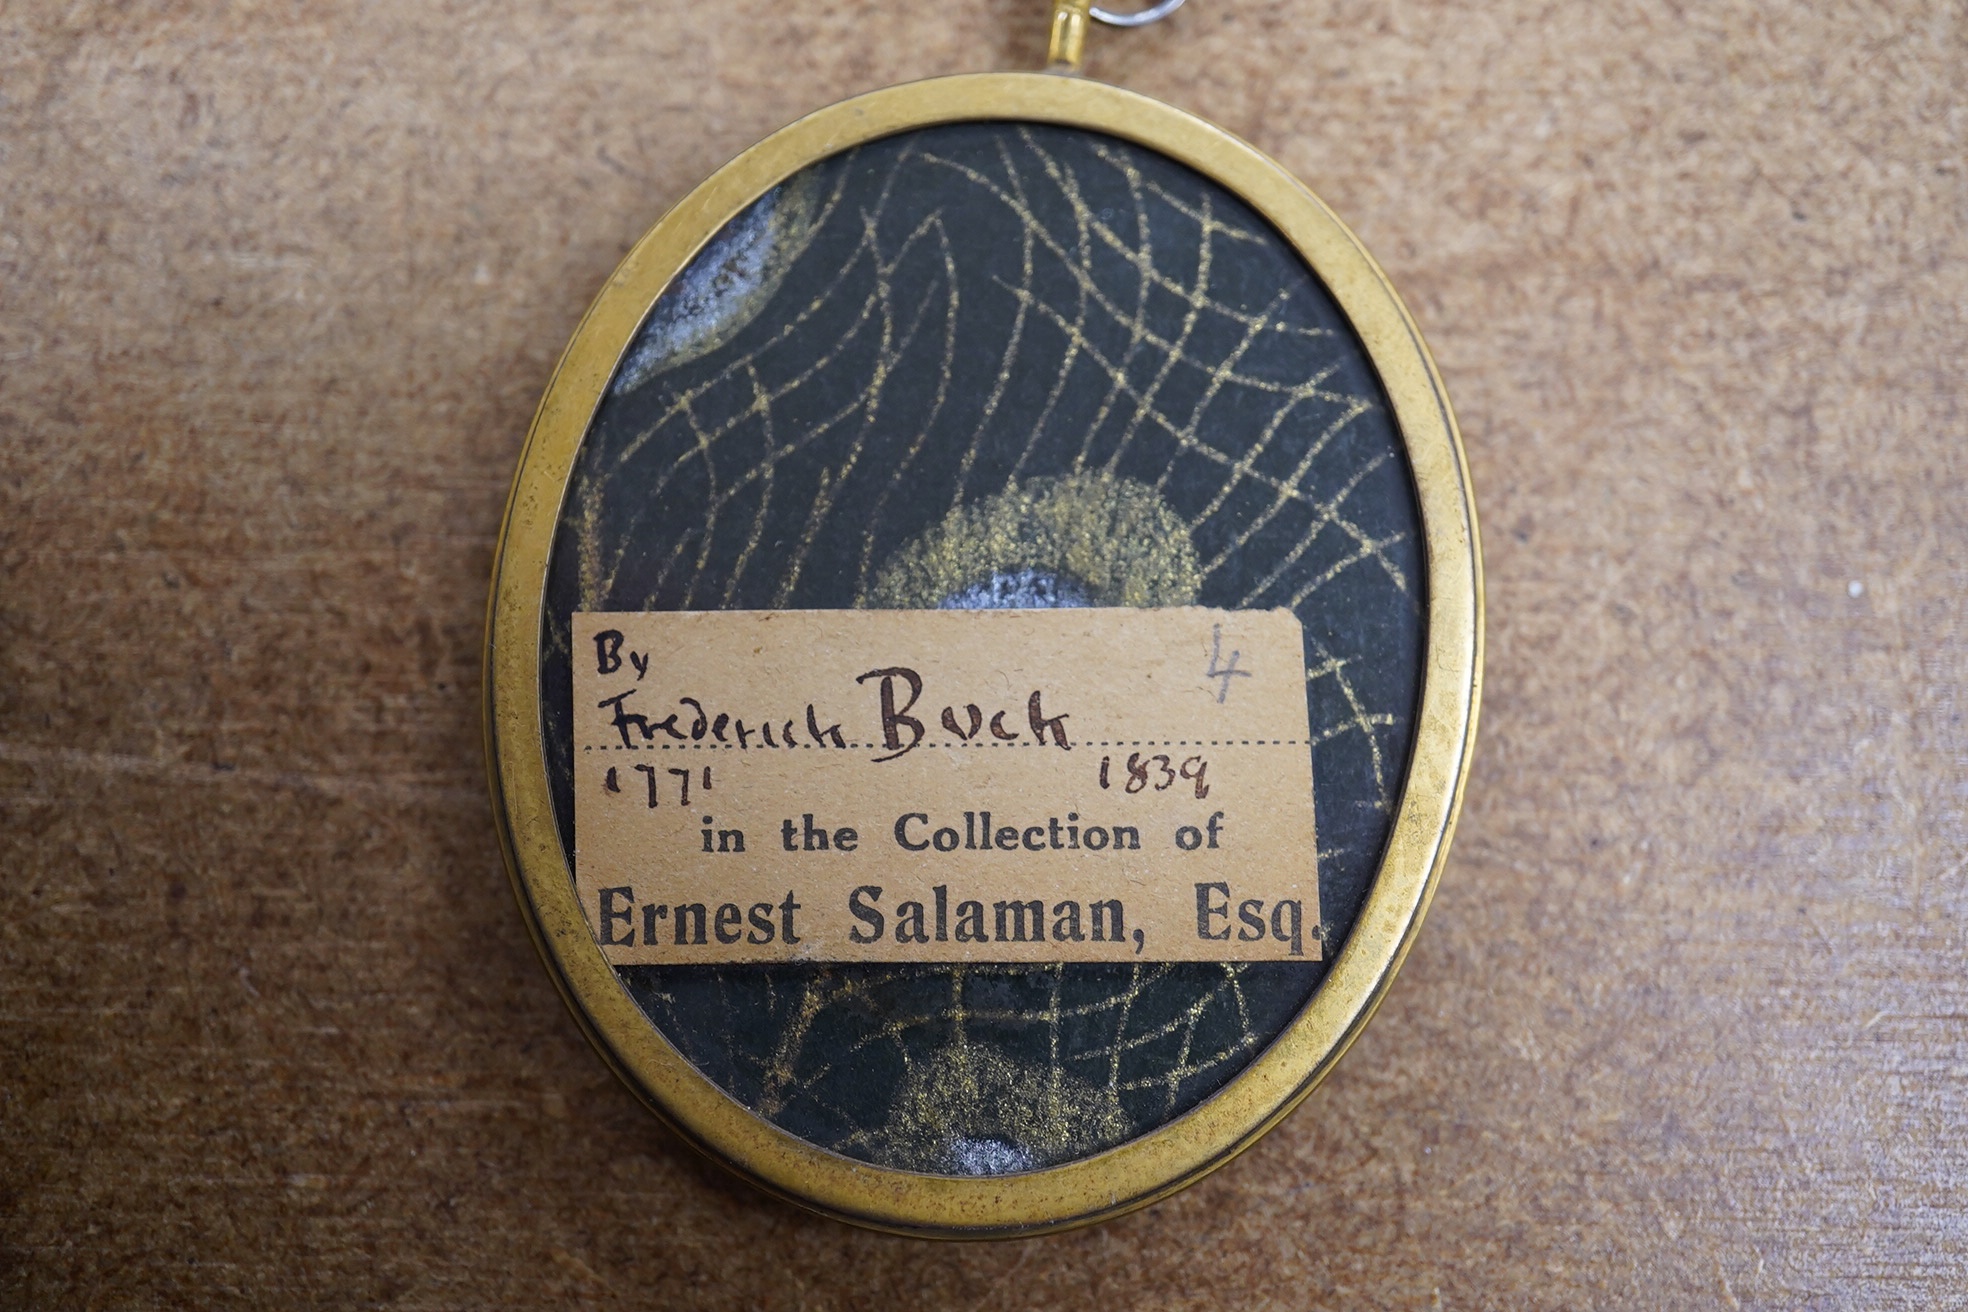 By 4
Frederick Buck
1771 1839
in the Collection of
Ernest Salaman, Esq.